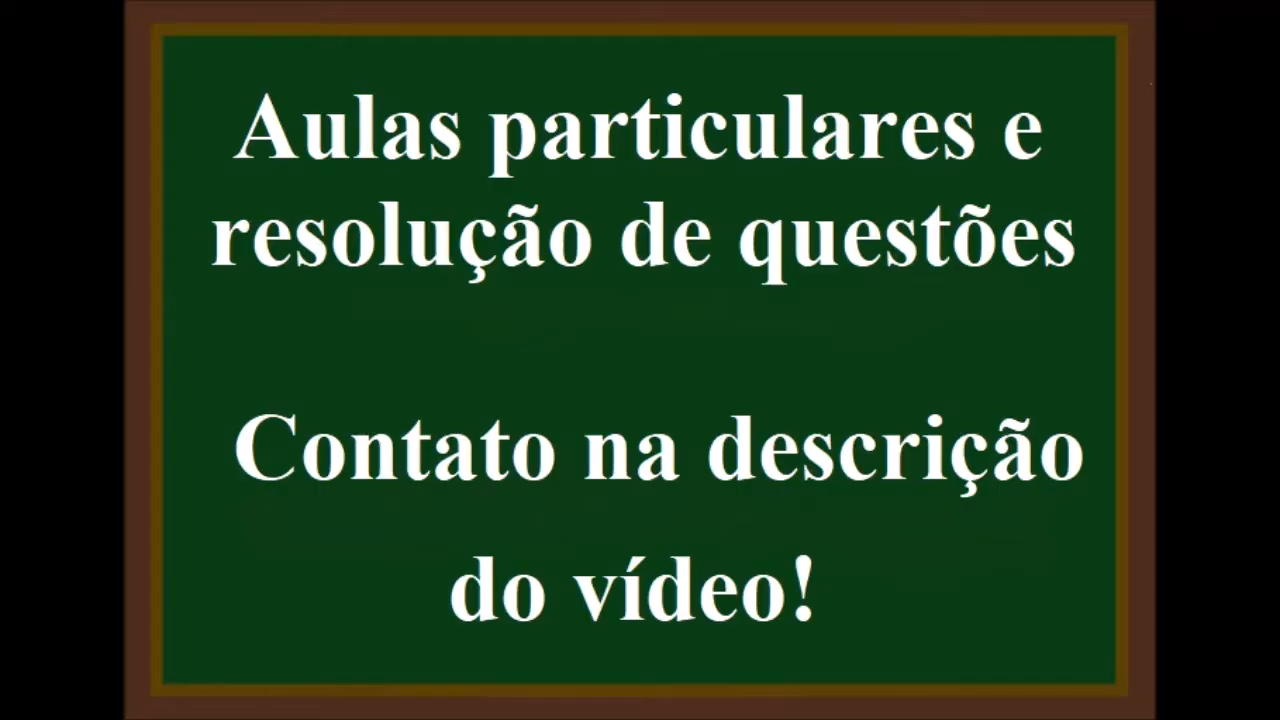 Aulas particulares e
resolução de questões
Contato na descrição
do vídeo!